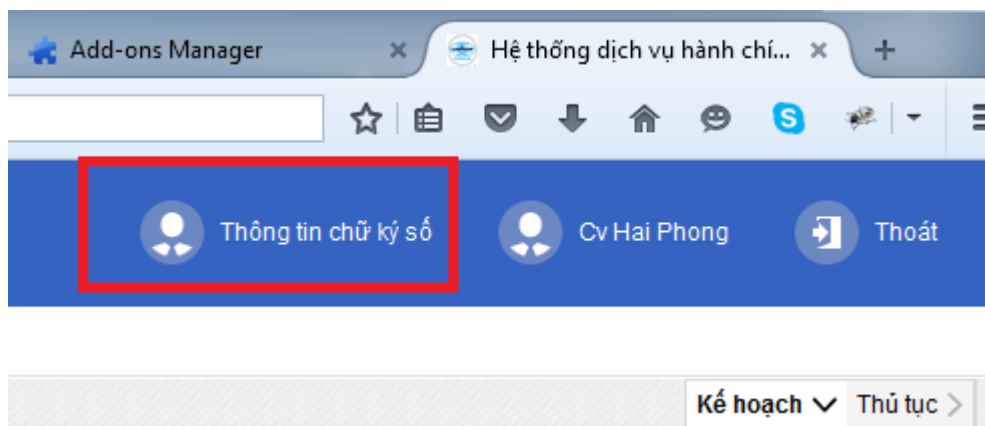 Add-ons Manager
Hệ thống dịch vụ hành chí...
Thông tin chữ ký số
Cv Hai Phong
Thoát
Kế hoạch
Thủ tục